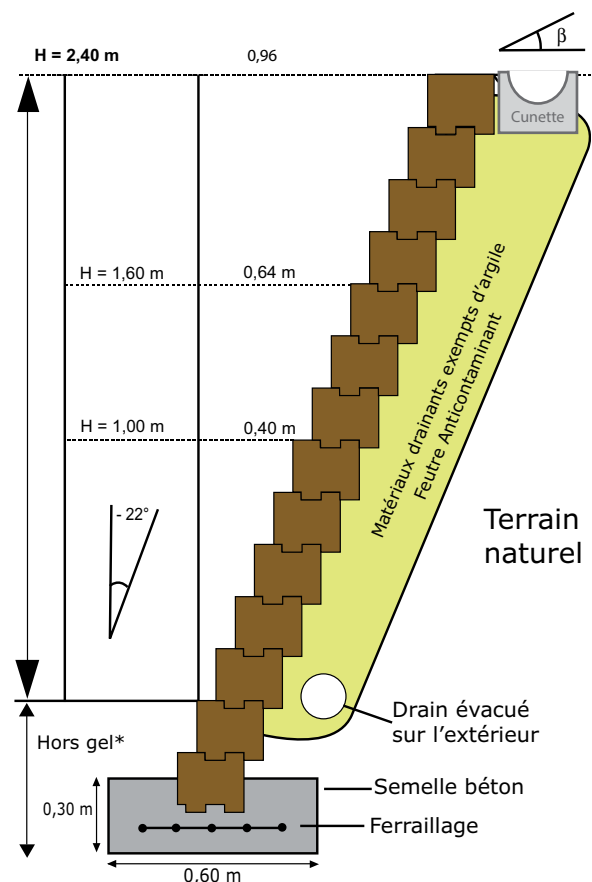 H = 2,40 m
0,96
β
Cunette
H = 1,60 m
0,64 m
Matériaux drainants exempts d'argile
Feutre Anticontaminant
H = 1,00 m
0,40 m
- 22°
Terrain
naturel
Drain évacué
sur l'extérieur
Hors gel*
Semelle béton
0,30 m
Ferraillage
0,60 m